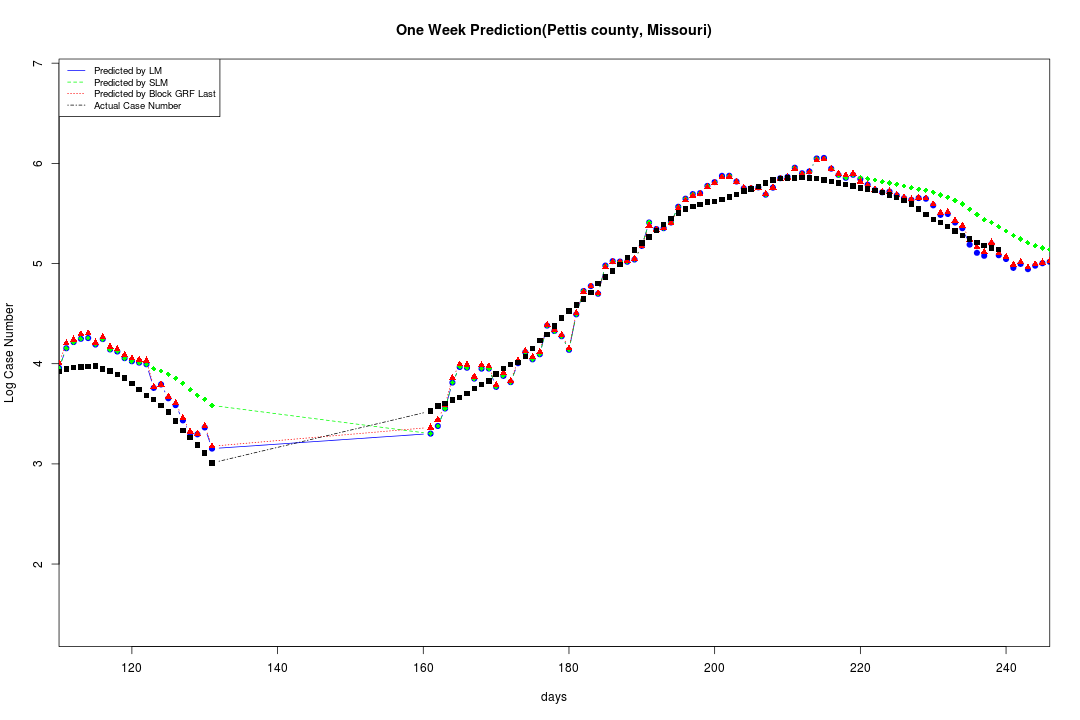 One Week Prediction(Pettis county, Missouri)
Predicted by LM
Predicted by SLM
Predicted by Block GRF Last
Actual Case Number
7
6
5
4
3
2
Log Case Number
120 140 160 180 200 220 240
days